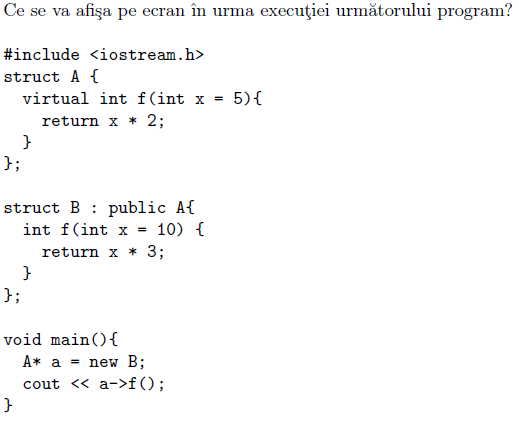 Ce se va afişa pe ecran în urma execuţiei următorului program?
#include <iostream.h>
struct A {
  virtual int f(int x = 5){
    return x * 2;
  }
};
struct B : public A{
  int f(int x = 10) {
    return x * 3;
  }
};
void main(){
  A* a = new B;
  cout << a->f();
}